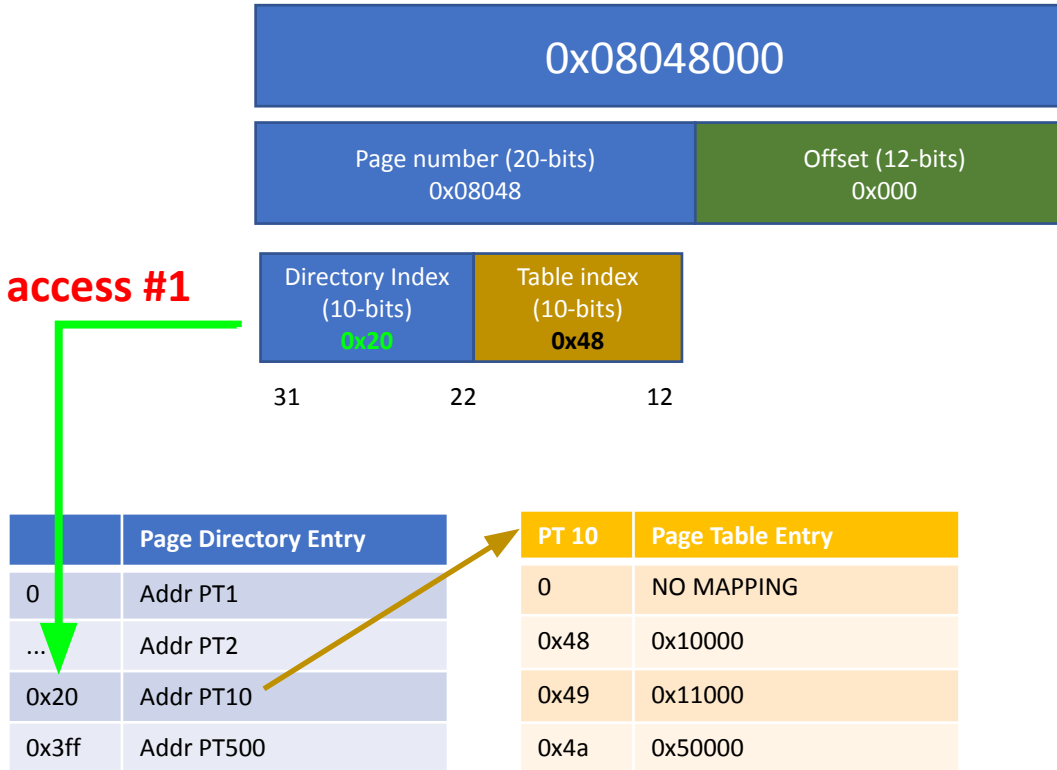 0x08048000
Page number (20-bits)
0x08048
Offset (12-bits)
0x000
access #1
Directory Index
(10-bits)
0x20
Table index
(10-bits)
0x48
31
22
12
Page Directory Entry
0 Addr PT1
... Addr PT2
0x20 Addr PT10
0x3ff Addr PT500
PT 10 Page Table Entry
0 NO MAPPING
0x48 0x10000
0x49 0x11000
0x4a 0x50000